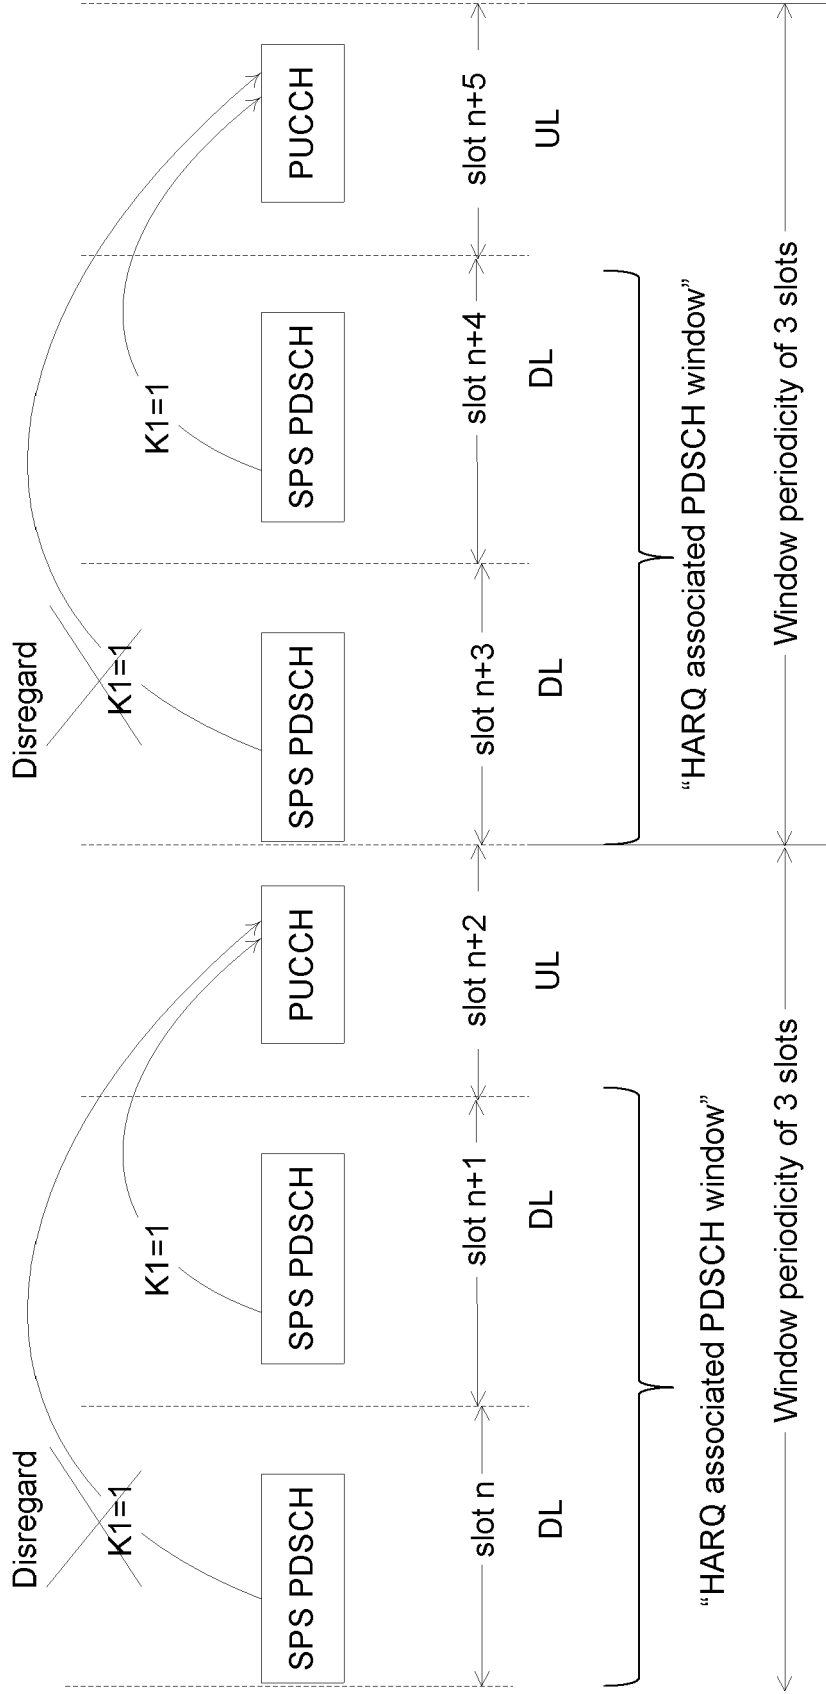 Disregard
Disregard
K1=1
K1=1
K1=1
K1=1
SPS PDSCH
SPS PDSCH
PUCCH
SPS PDSCH
SPS PDSCH
PUCCH
slot n
slot n+1
slot n+2
slot n+3
slot n+4
slot n+5
DL
DL
UL
DL
DL
UL
“HARQ associated PDSCH window”
“HARQ associated PDSCH window”
Window periodicity of 3 slots
Window periodicity of 3 slots